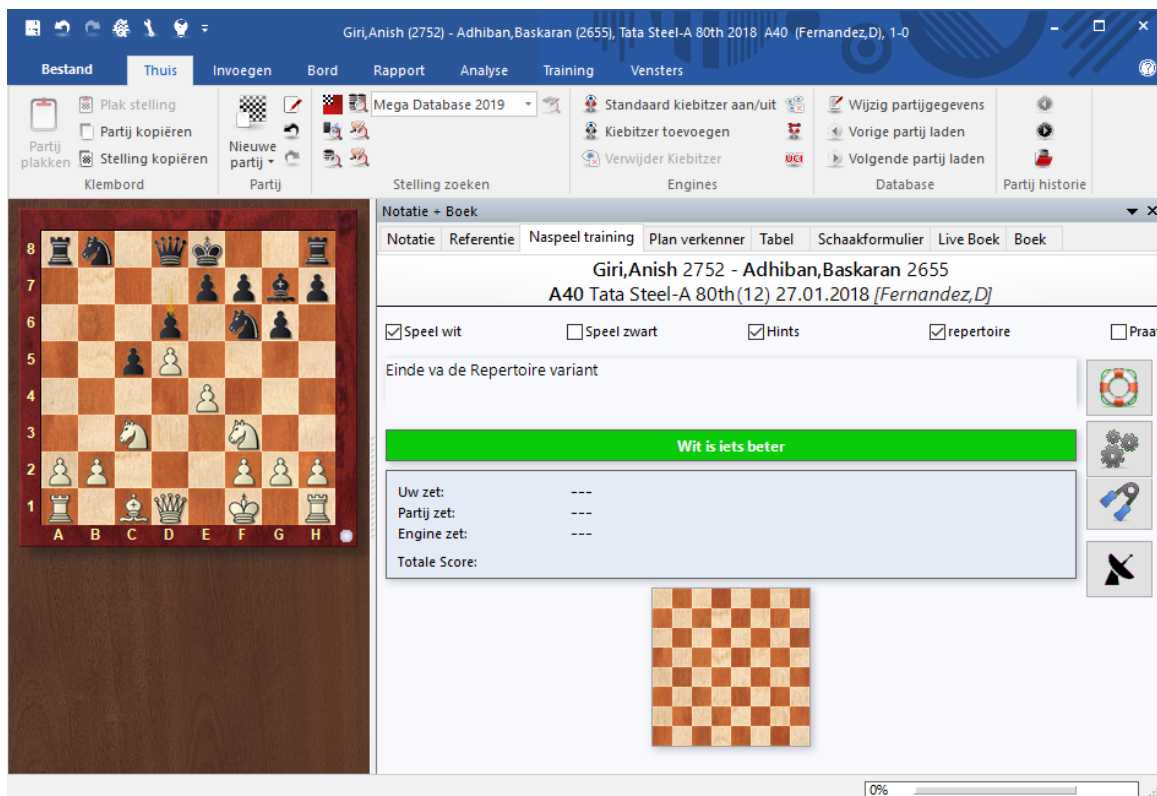 Giri,Anish (2752) - Adhiban,Baskaran (2655), Tata Steel-A 80th 2018 A40 (Fernandez,D), 1-0
Bestand Thuis Invoegen Bord Rapport Analyse Training Vensters
Plak stelling Mega Database 2019 Standaard kiebitzer aan/uit Wijzig partijgegevens
Partij kopiëren Kiebitzer toevoegen Vorige partij laden
Partij plakken Stelling kopiëren Nieuwe partij Verwijder Kiebitzer UCI Volgende partij laden
Klembord Partij Stelling zoeken Engines Database Partij historie
Notatie + Boek
Notatie Referentie Naspeel training Plan verkenner Tabel Schaakformulier Live Boek Boek
Giri,Anish 2752 - Adhiban,Baskaran 2655
A40 Tata Steel-A 80th(12) 27.01.2018 [Fernandez,D]
Speel wit Speel zwart Hints repertoire Praa
Einde va de Repertoire variant
Wit is iets beter
Uw zet: ---
Partij zet: ---
Engine zet: ---
Totale Score:
8
7
6
5
4
3
2
1
A B C D E F G H
0%